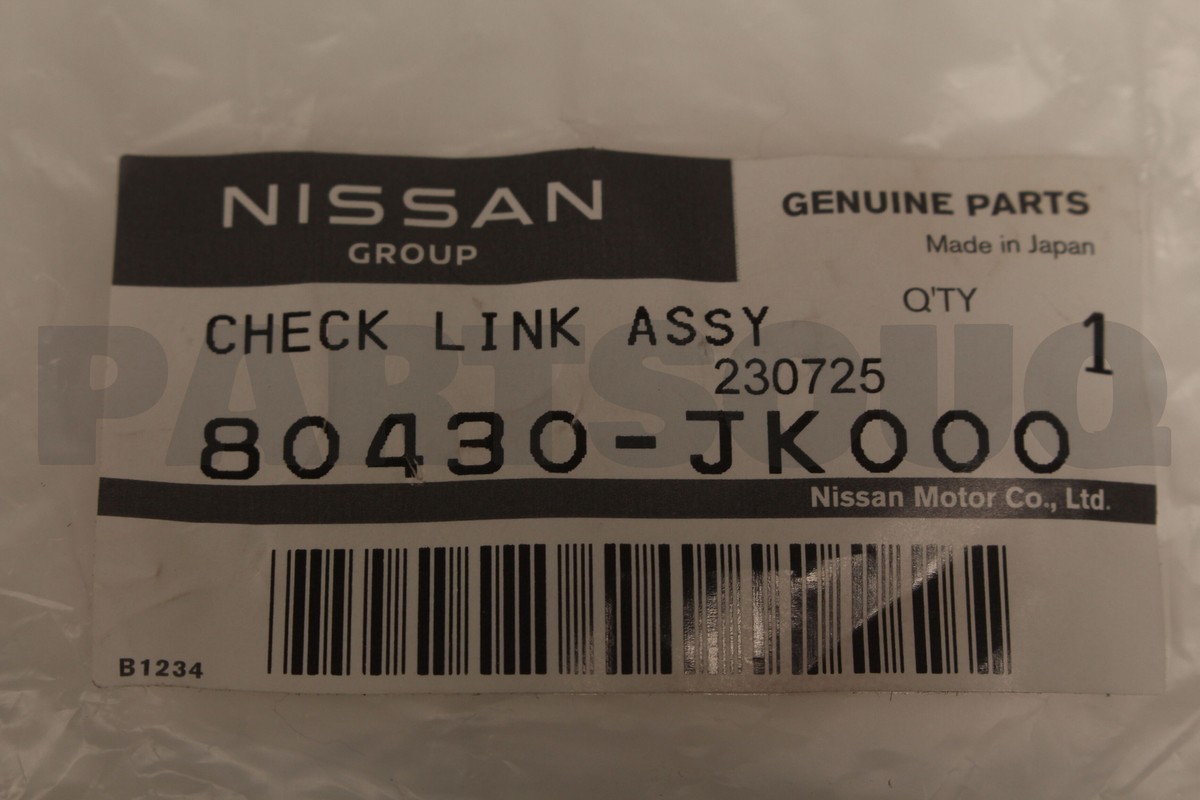 NISSAN
GROUP
GENUINE PARTS
Made in Japan
Q'TY
CHECK LINK ASSY
1
230725
80430-JK000
PARTSOUQ
Nissan Motor Co., Ltd.
B1234